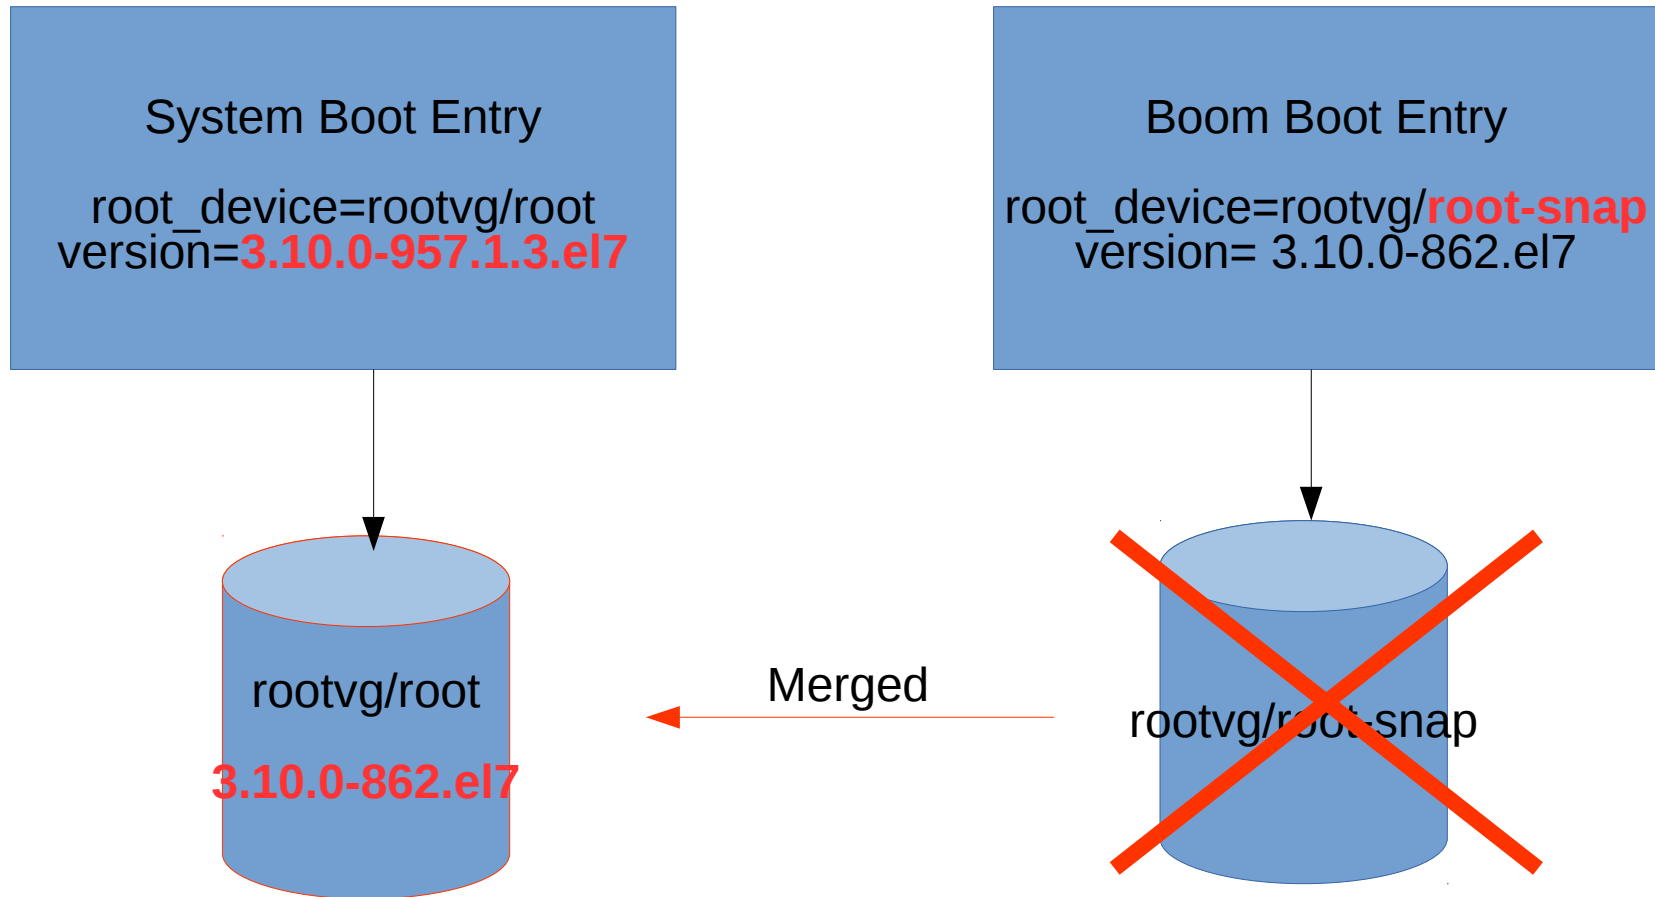 System Boot Entry
root_device=rootvg/root
version=3.10.0-957.1.3.el7
Boom Boot Entry
root_device=rootvg/root-snap
version= 3.10.0-862.el7
rootvg/root
3.10.0-862.el7
Merged
rootvg/root-snap